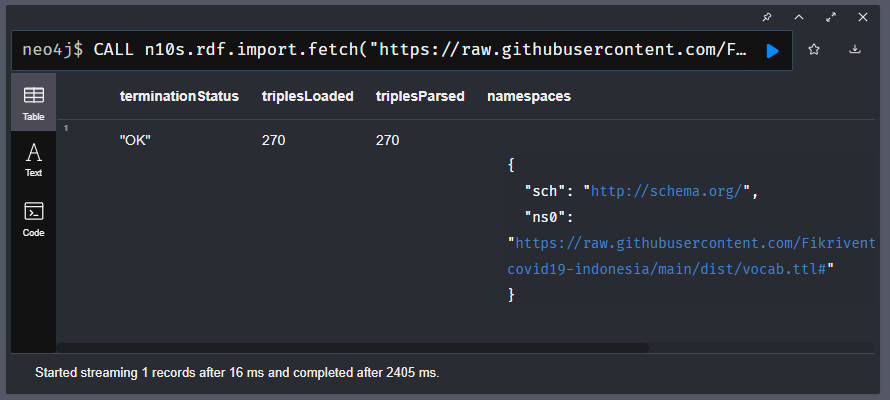 neo4j$ CALL n10s.rdf.import.fetch("https://raw.githubusercontent.com/F…
Table
Text
Code
terminationStatus triplesLoaded triplesParsed namespaces
1
"OK" 270 270
{
"sch": "http://schema.org/",
"ns0":
"https://raw.githubusercontent.com/Fikrivent
covid19-indonesia/main/dist/vocab.ttl#"
}
Started streaming 1 records after 16 ms and completed after 2405 ms.